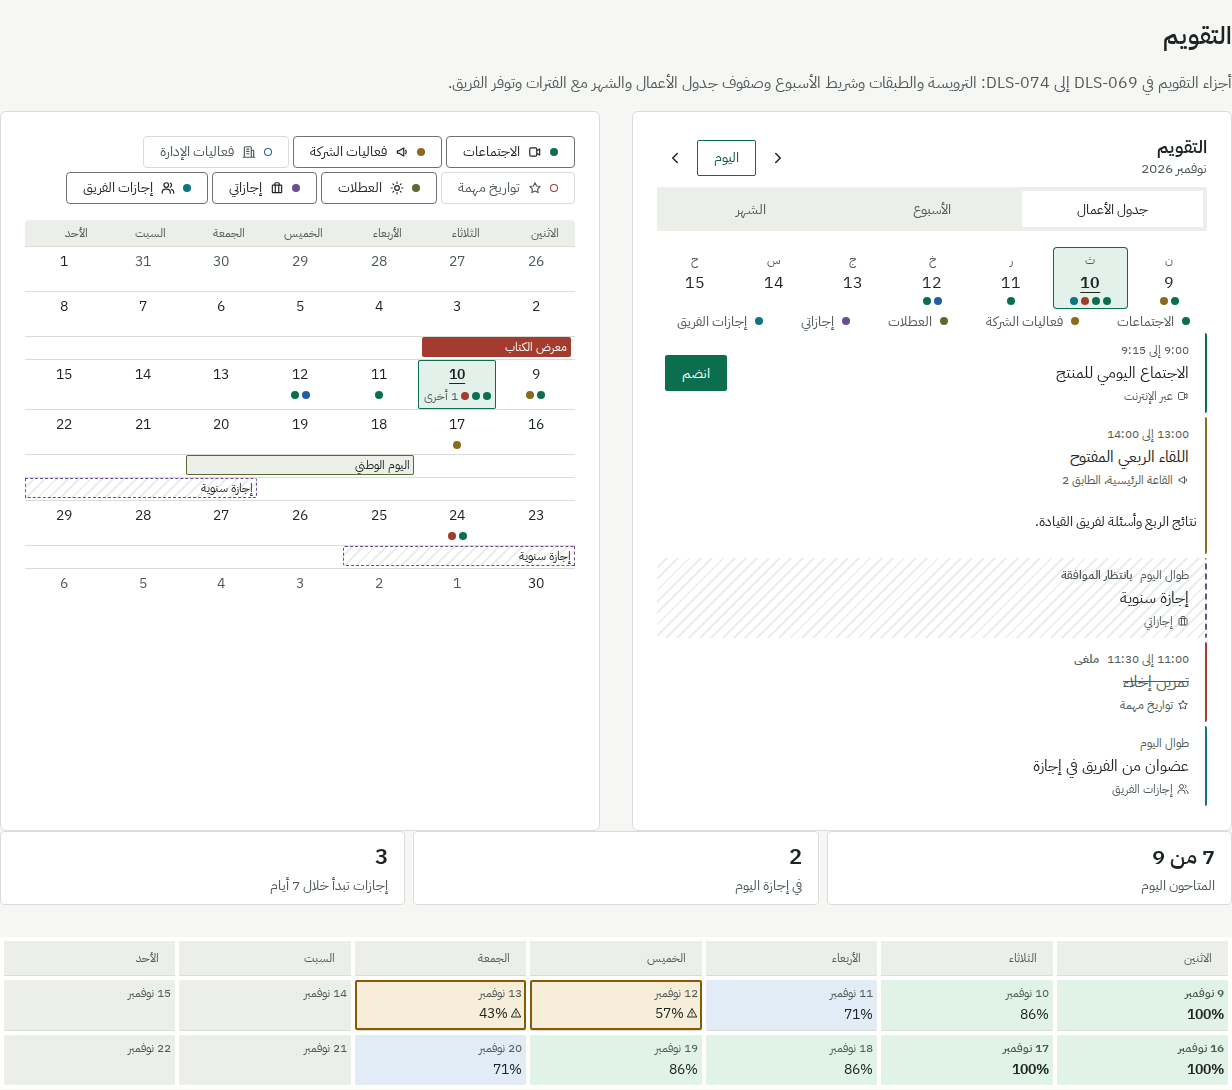 التقويم
أجزاء التقويم في DLS-069 إلى DLS-074: الترويسة والطبقات وشريط الأسبوع وصفوف جدول الأعمال والشهر مع الفترات وتوفر الفريق.
التقويم
نوفمبر 2026
اليوم
جدول الأعمال
الأسبوع
الشهر
ن ث ر خ ج س ح
9 10 11 12 13 14 15
الاجتماعات فعاليات الشركة العطلات إجازاتي إجازات الفريق
9:00 إلى 9:15
الاجتماع اليومي للمنتج
عبر الإنترنت
انضم
13:00 إلى 14:00
اللقاء الربعي المفتوح
القاعة الرئيسية، الطابق 2
نتائج الربع وأسئلة لفريق القيادة.
طوال اليوم بانتظار الموافقة
إجازة سنوية
إجازاتي
11:00 إلى 11:30 ملغى
تمرين إخلاء
تواريخ مهمة
طوال اليوم
عضوان من الفريق في إجازة
إجازات الفريق
الاجتماعات فعاليات الشركة فعاليات الإدارة
تواريخ مهمة العطلات إجازاتي إجازات الفريق
الاثنين الثلاثاء الأربعاء الخميس الجمعة السبت الأحد
26 27 28 29 30 31 1
2 3 4 5 6 7 8
معرض الكتاب
9 10 11 12 13 14 15
1 أخرى
16 17 18 19 20 21 22
اليوم الوطني
إجازة سنوية
23 24 25 26 27 28 29
إجازة سنوية
30 1 2 3 4 5 6
7 من 9
المتاحون اليوم
2
في إجازة اليوم
3
إجازات تبدأ خلال 7 أيام
الاثنين الثلاثاء الأربعاء الخميس الجمعة السبت الأحد
9 نوفمبر 10 نوفمبر 11 نوفمبر 12 نوفمبر 13 نوفمبر 14 نوفمبر 15 نوفمبر
100% 86% 71% 57% 43%
16 نوفمبر 17 نوفمبر 18 نوفمبر 19 نوفمبر 20 نوفمبر 21 نوفمبر 22 نوفمبر
100% 100% 86% 86% 71%